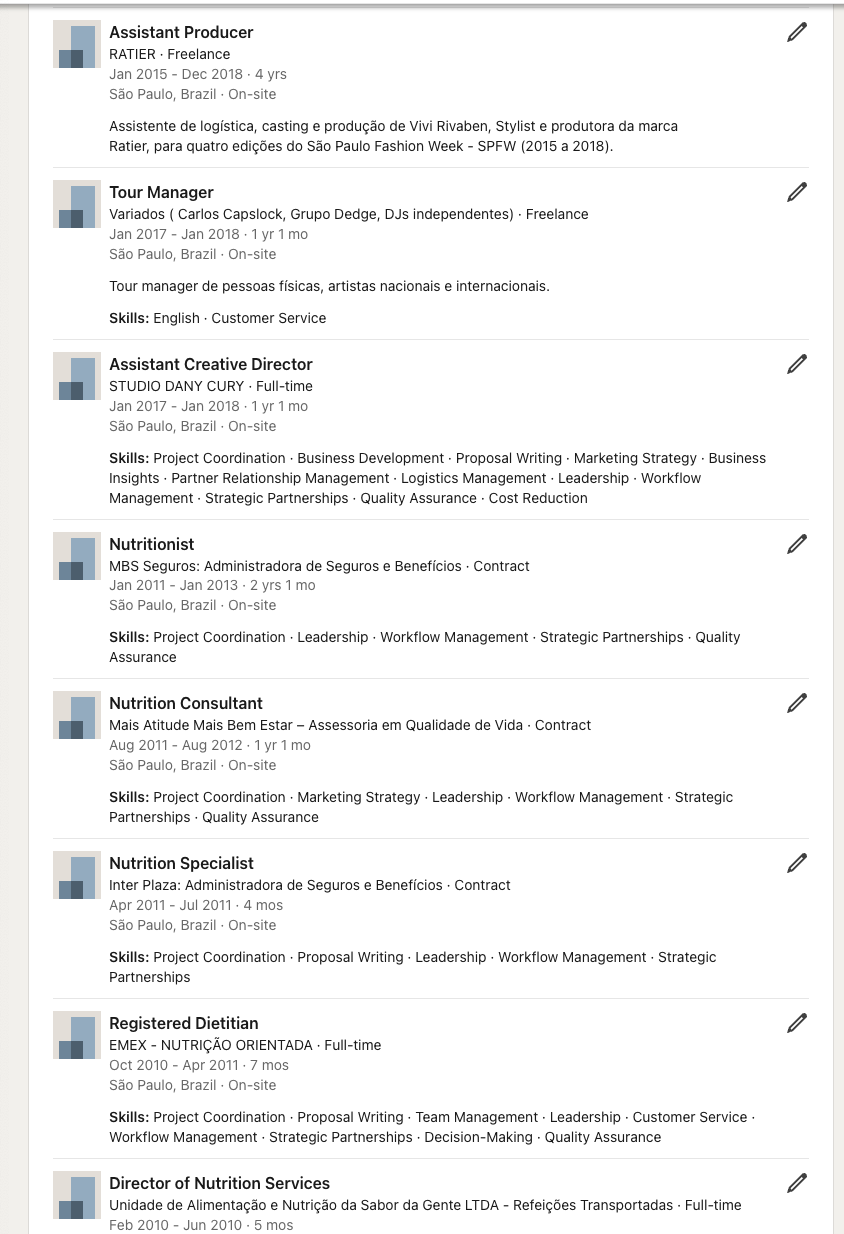 Assistant Producer
RATIER · Freelance
Jan 2015 - Dec 2018 · 4 yrs
São Paulo, Brazil · On-site
Assistente de logística, casting e produção de Vivi Rivaben, Stylist e produtora da marca
Ratier, para quatro edições do São Paulo Fashion Week - SPFW (2015 a 2018).
Tour Manager
Variados ( Carlos Capslock, Grupo Dedge, DJs independentes) · Freelance
Jan 2017 - Jan 2018 · 1 yr 1 mo
São Paulo, Brazil · On-site
Tour manager de pessoas físicas, artistas nacionais e internacionais.
Skills: English · Customer Service
Assistant Creative Director
STUDIO DANY CURY · Full-time
Jan 2017 - Jan 2018 · 1 yr 1 mo
São Paulo, Brazil · On-site
Skills: Project Coordination · Business Development · Proposal Writing · Marketing Strategy · Business
Insights · Partner Relationship Management · Logistics Management · Leadership · Workflow
Management · Strategic Partnerships · Quality Assurance · Cost Reduction
Nutritionist
MBS Seguros: Administradora de Seguros e Benefícios · Contract
Jan 2011 - Jan 2013 · 2 yrs 1 mo
São Paulo, Brazil · On-site
Skills: Project Coordination · Leadership · Workflow Management · Strategic Partnerships · Quality
Assurance
Nutrition Consultant
Mais Atitude Mais Bem Estar – Assessoria em Qualidade de Vida · Contract
Aug 2011 - Aug 2012 · 1 yr 1 mo
São Paulo, Brazil · On-site
Skills: Project Coordination · Marketing Strategy · Leadership · Workflow Management · Strategic
Partnerships · Quality Assurance
Nutrition Specialist
Inter Plaza: Administradora de Seguros e Benefícios · Contract
Apr 2011 - Jul 2011 · 4 mos
São Paulo, Brazil · On-site
Skills: Project Coordination · Proposal Writing · Leadership · Workflow Management · Strategic
Partnerships
Registered Dietitian
EMEX - NUTRIÇÃO ORIENTADA · Full-time
Oct 2010 - Apr 2011 · 7 mos
São Paulo, Brazil · On-site
Skills: Project Coordination · Proposal Writing · Team Management · Leadership · Customer Service ·
Workflow Management · Strategic Partnerships · Decision-Making · Quality Assurance
Director of Nutrition Services
Unidade de Alimentação e Nutrição da Sabor da Gente LTDA - Refeições Transportadas · Full-time
Feb 2010 - Jun 2010 · 5 mos